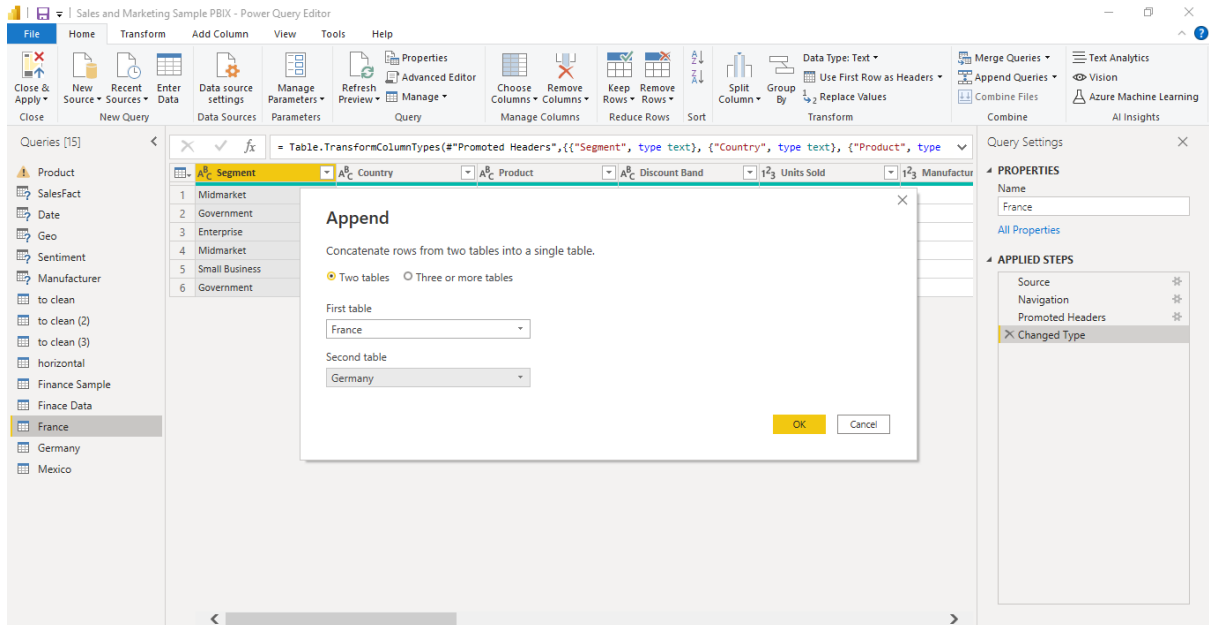 Sales and Marketing Sample PBIX - Power Query Editor
File Home Transform Add Column View Tools Help
Close & Apply
New Source
Recent Sources
Enter Data
Data source settings
Manage Parameters
Refresh Preview
Properties
Advanced Editor
Manage
Choose Columns
Remove Columns
Keep Rows
Remove Rows
Split Column
Group By
Data Type: Text
Use First Row as Headers
Replace Values
Merge Queries
Append Queries
Combine Files
Text Analytics
Vision
Azure Machine Learning
Close New Query Data Sources Parameters Query Manage Columns Reduce Rows Sort Transform Combine AI Insights
Queries [15]
Product
SalesFact
Date
Geo
Sentiment
Manufacturer
to clean
to clean (2)
to clean (3)
horizontal
Finance Sample
Finace Data
France
Germany
Mexico
fx = Table.TransformColumnTypes(#"Promoted Headers",{{"Segment", type text}, {"Country", type text}, {"Product", type
ABC Segment ABC Country ABC Product ABC Discount Band 123 Units Sold 123 Manufactur
1 Midmarket
2 Government
3 Enterprise
4 Midmarket
5 Small Business
6 Government
Append
Concatenate rows from two tables into a single table.
Two tables Three or more tables
First table
France
Second table
Germany
OK Cancel
Query Settings
PROPERTIES
Name
France
All Properties
APPLIED STEPS
Source
Navigation
Promoted Headers
Changed Type